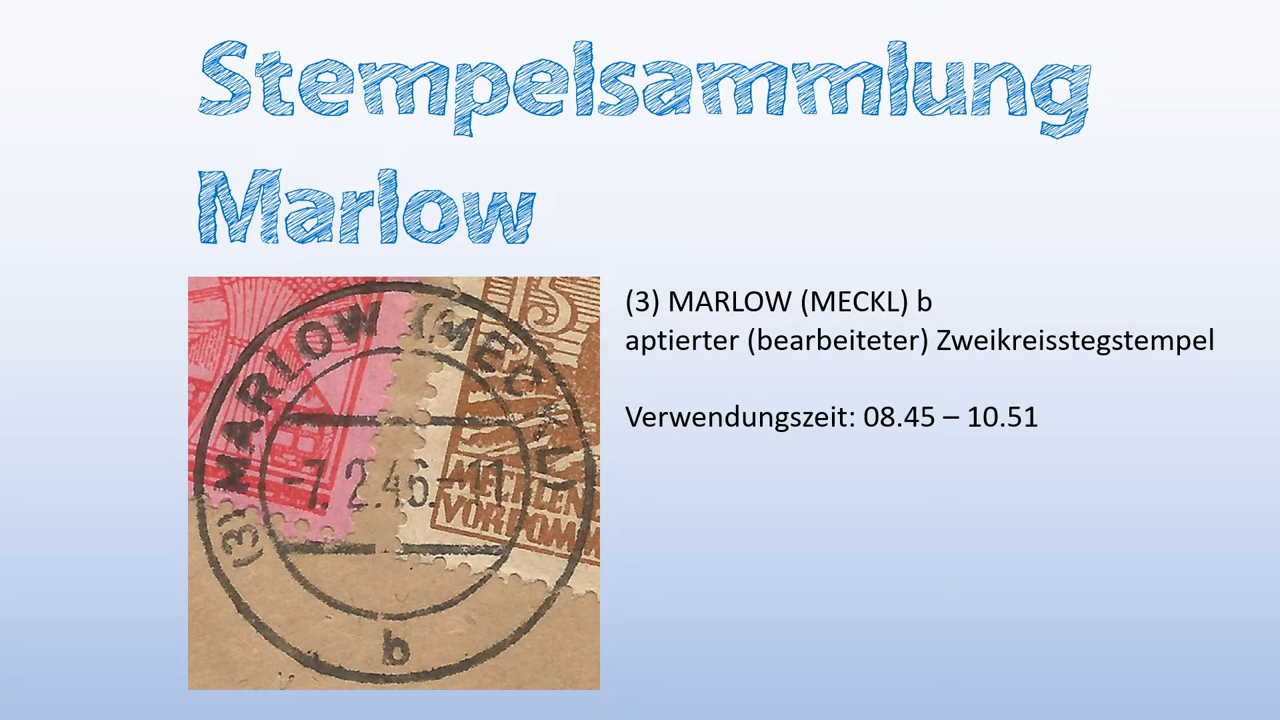 Stempelsammlung
Marlow
(3) MARLOW (MECKL) b
aptierter (bearbeiteter) Zweikreisstegstempel
Verwendungszeit: 08.45 – 10.51
15
(3) MARLOW (MECKL)
-7. 2.46.-11
MECKLEN
VORPOMM
b